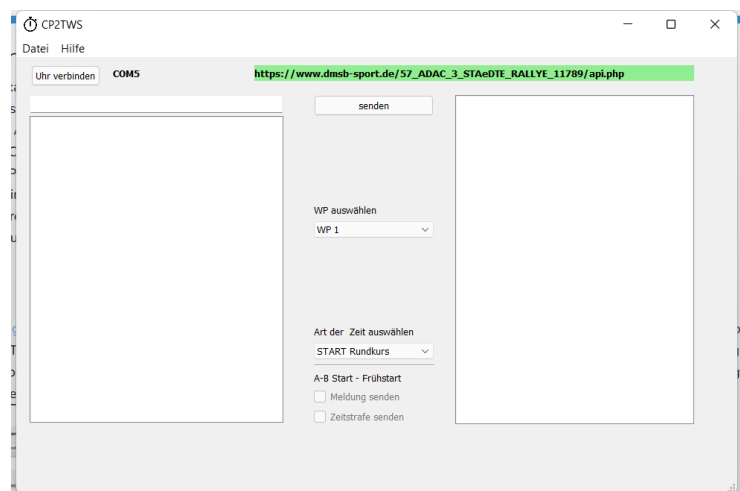 CP2TWS
Datei Hilfe
Uhr verbinden COM5 https://www.dmsb-sport.de/57_ADAC_3_STAeDTE_RALLYE_11789/api.php
senden
WP auswählen
WP 1
Art der Zeit auswählen
START Rundkurs
A-B Start - Frühstart
Meldung senden
Zeitstrafe senden